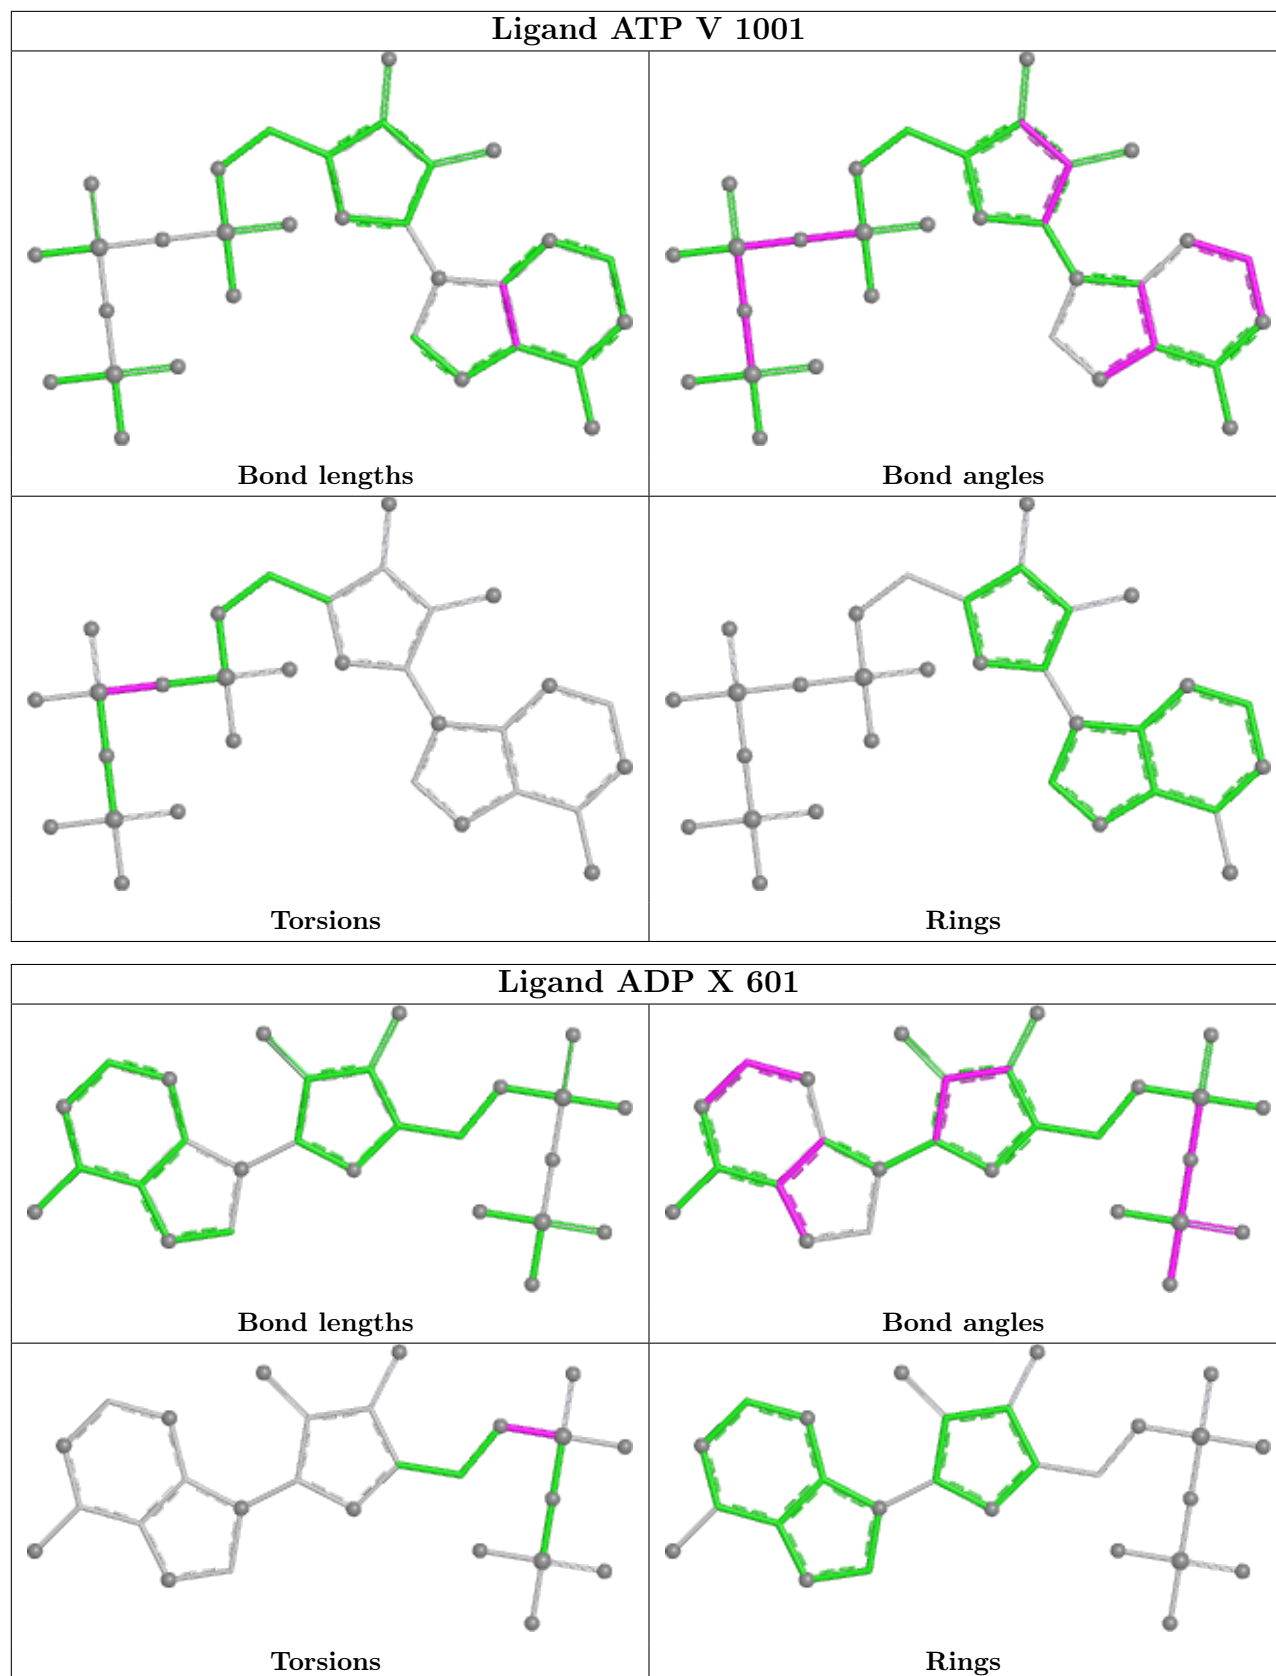 Ligand ATP V 1001
Bond lengths
Bond angles
Torsions
Rings
Ligand ADP X 601
Bond lengths
Bond angles
Torsions
Rings